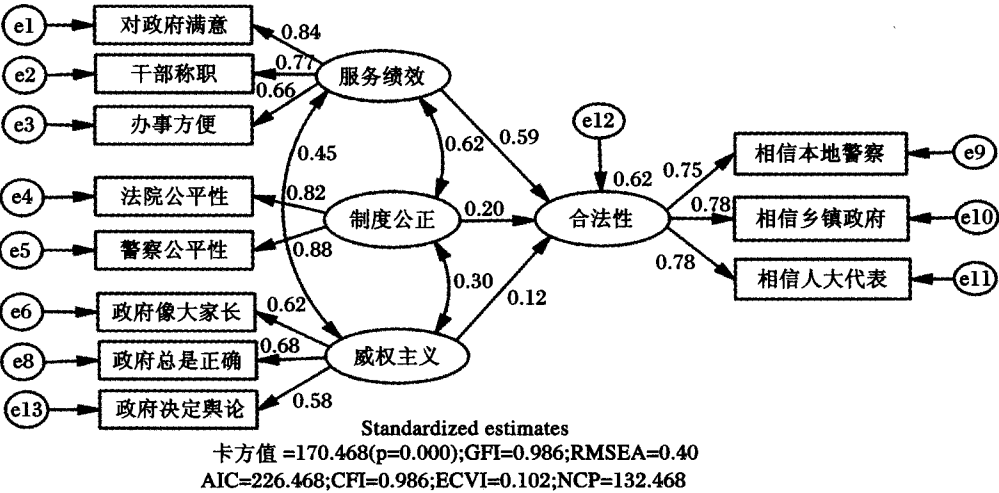 e1
对政府满意
0.84
e2
干部称职
0.77
服务绩效
e3
办事方便
0.66
0.45
0.62
0.59
e12
0.62
0.75
相信本地警察
e9
e4
法院公平性
0.82
制度公正
0.20
合法性
0.78
相信乡镇政府
e10
e5
警察公平性
0.88
0.30
0.12
0.78
相信人大代表
e11
e6
政府像大家长
0.62
e8
政府总是正确
0.68
威权主义
e13
政府决定舆论
0.58
Standardized estimates
卡方值 =170.468(p=0.000);GFI=0.986;RMSEA=0.40
AIC=226.468;CFI=0.986;ECVI=0.102;NCP=132.468